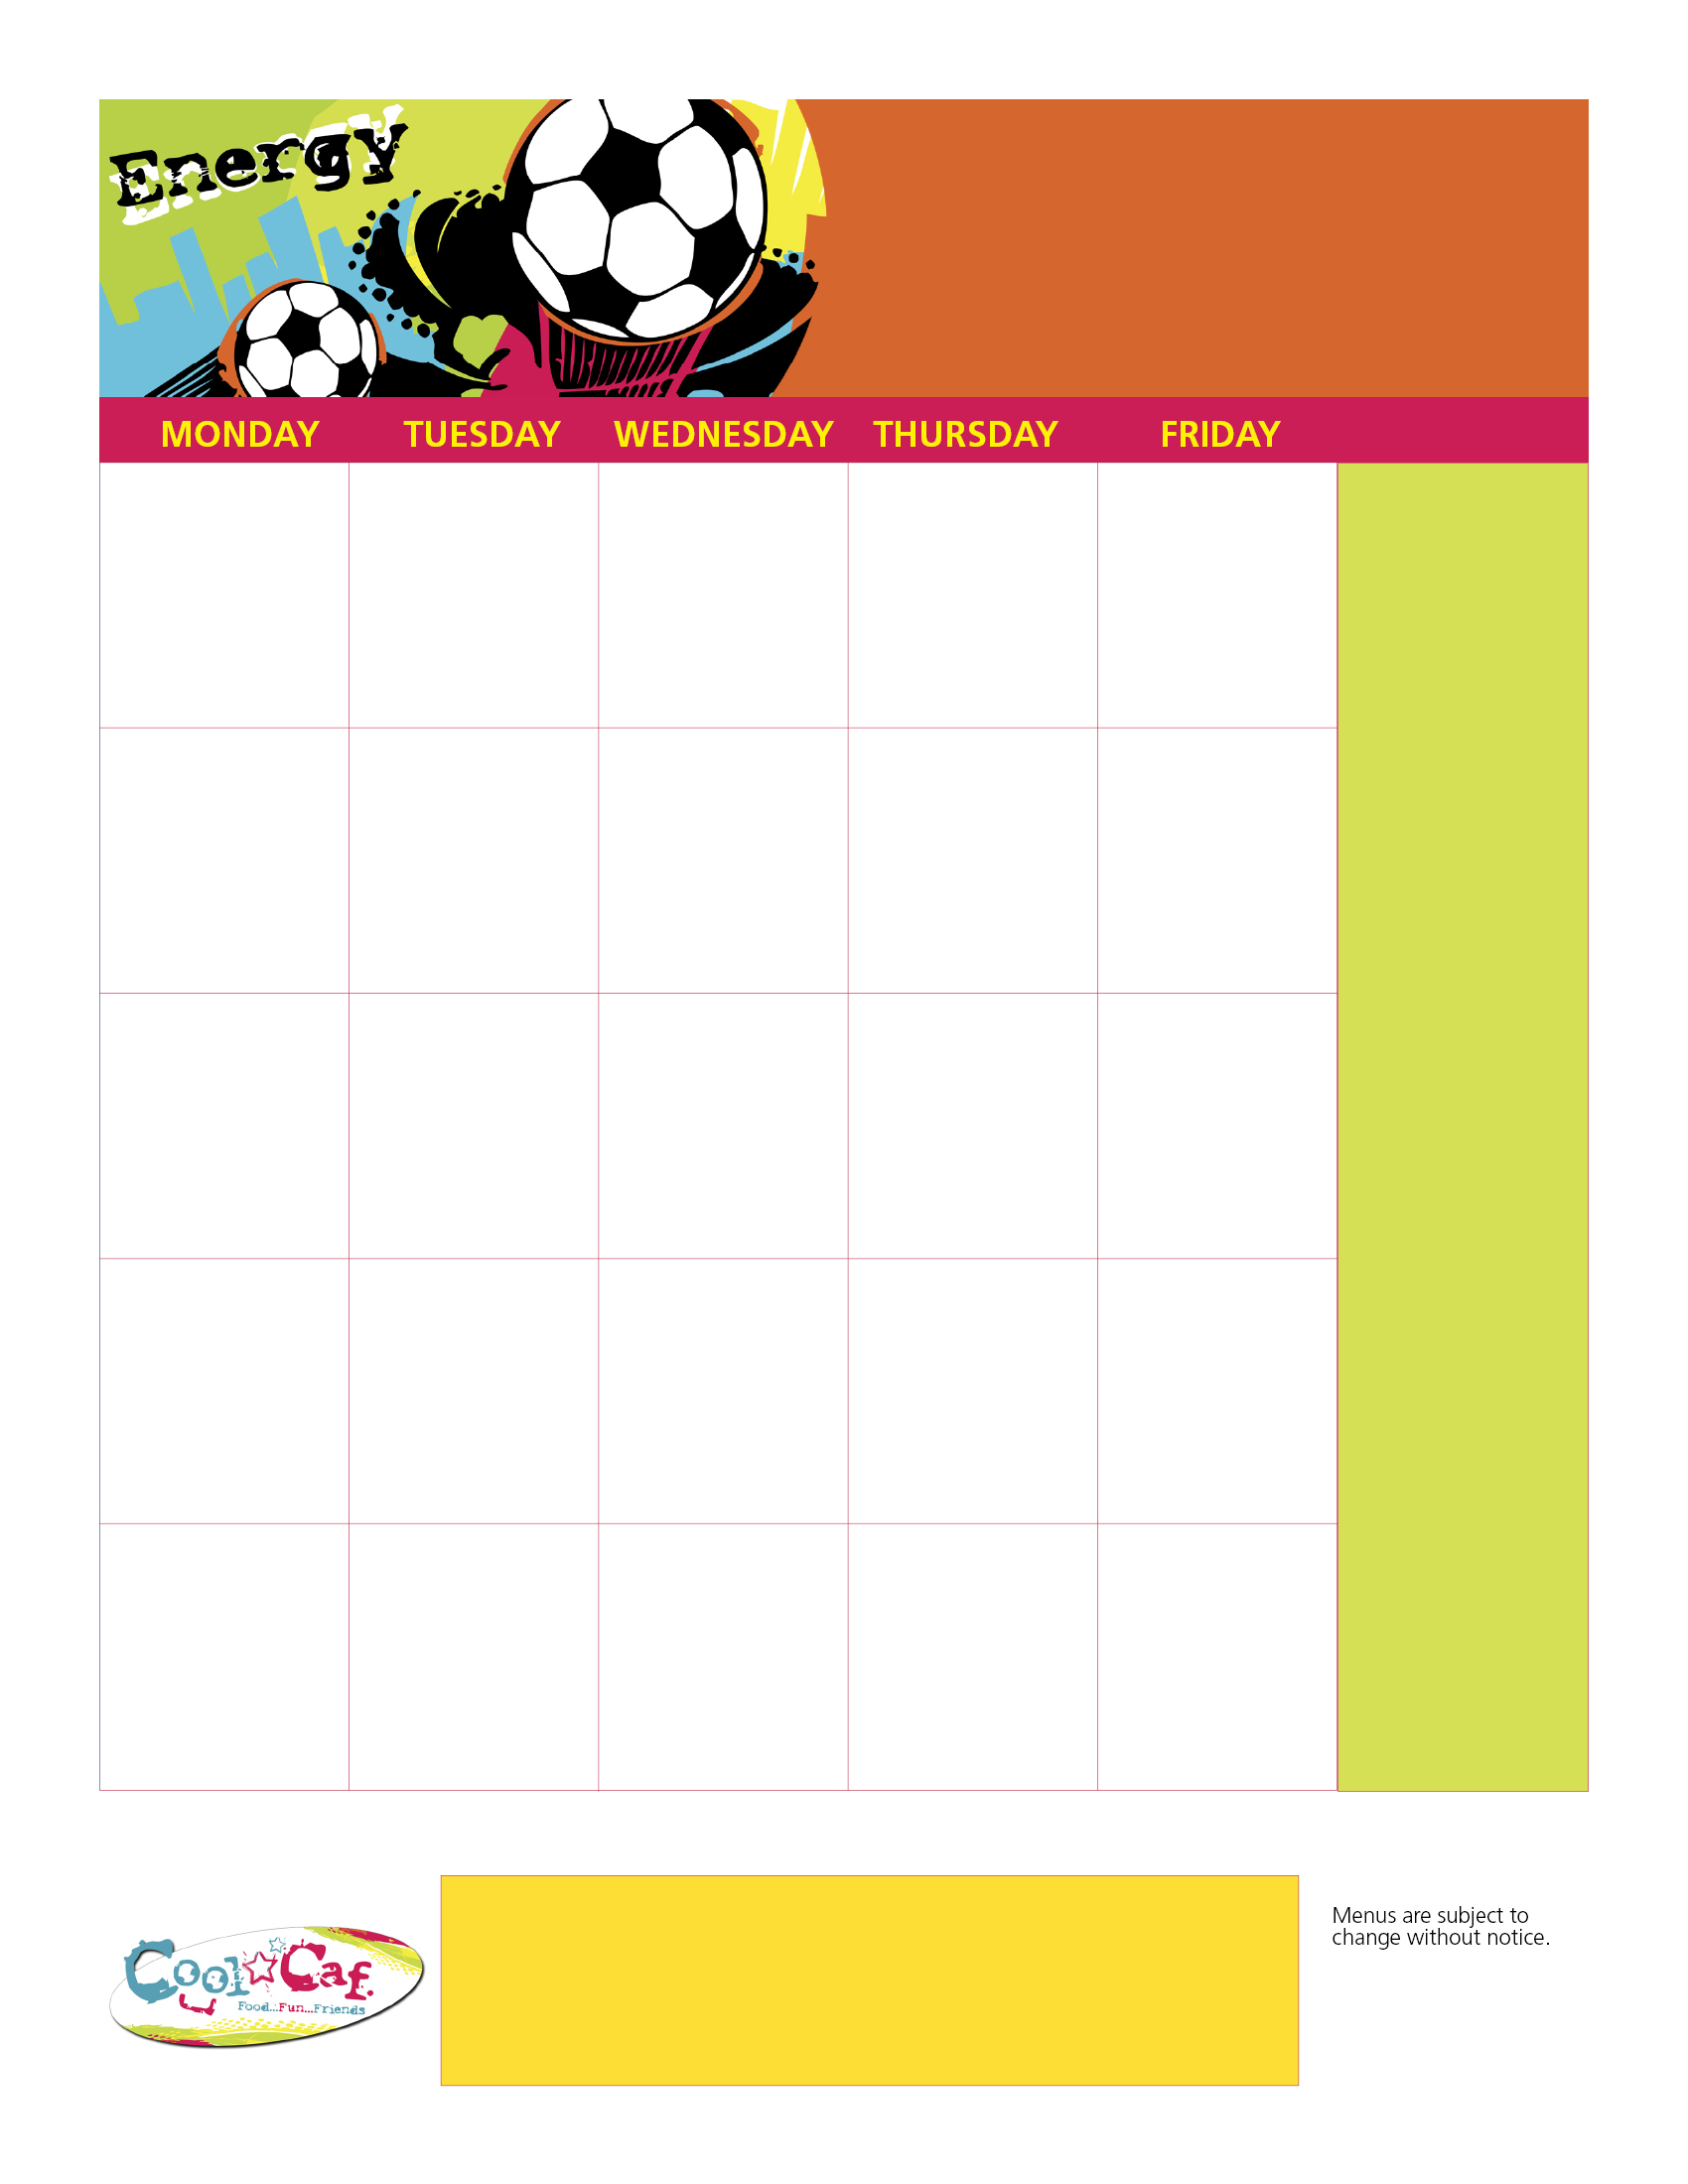 Energy
MONDAY TUESDAY WEDNESDAY THURSDAY FRIDAY
Cool Caf.
Food...Fun...Friends
Menus are subject to
change without notice.